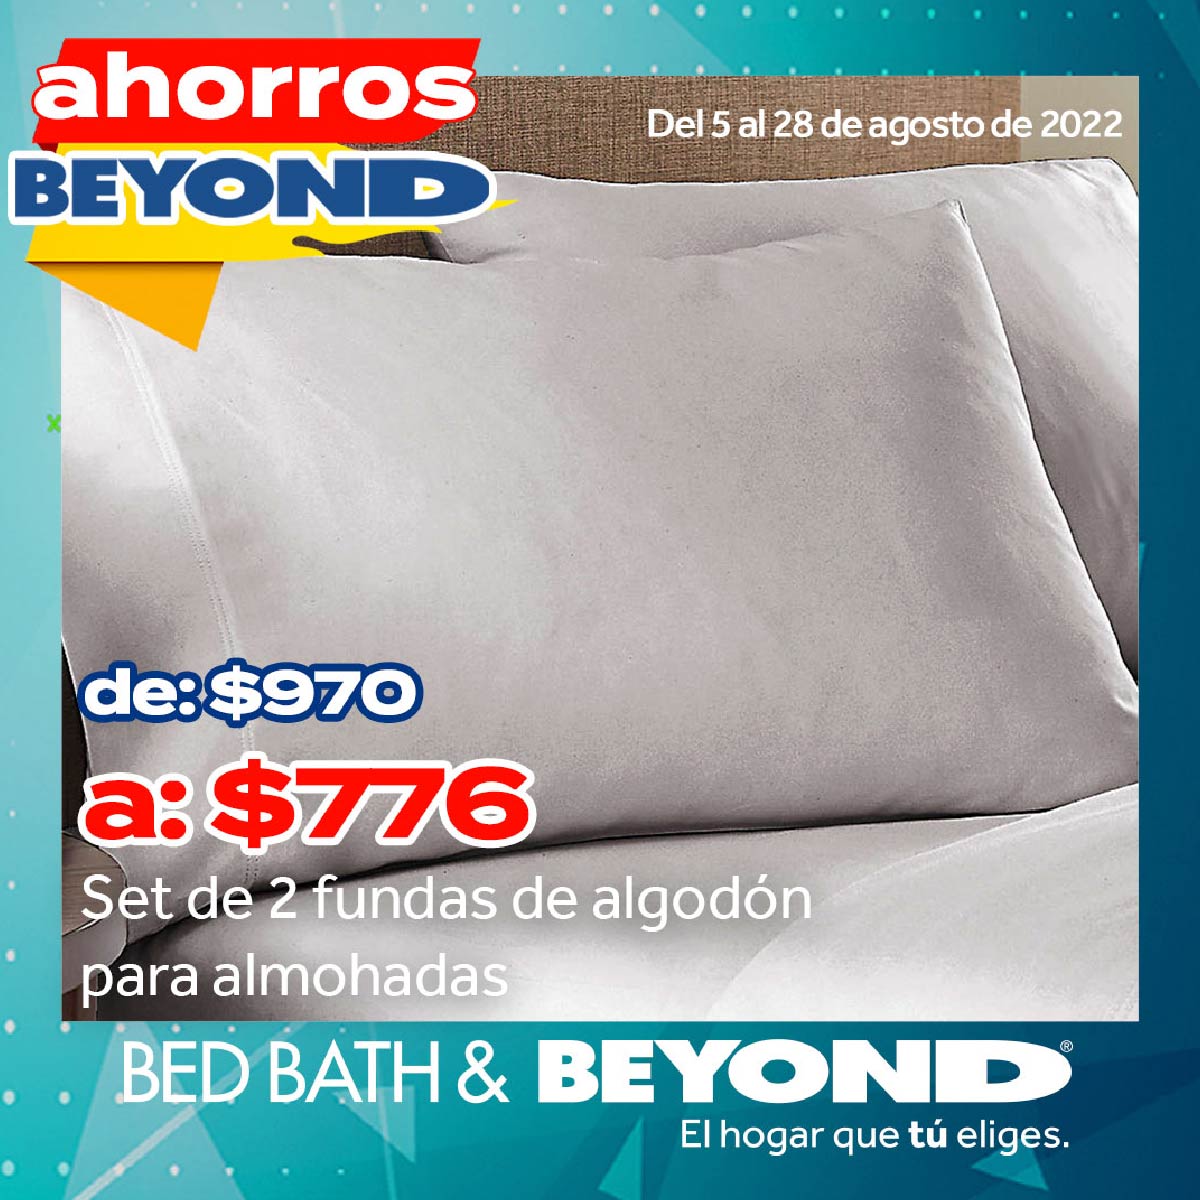 ahorros
BEYOND
Del 5 al 28 de agosto de 2022
de: $970
a: $776
Set de 2 fundas de algodón
para almohadas
BED BATH & BEYOND®
El hogar que tú eliges.